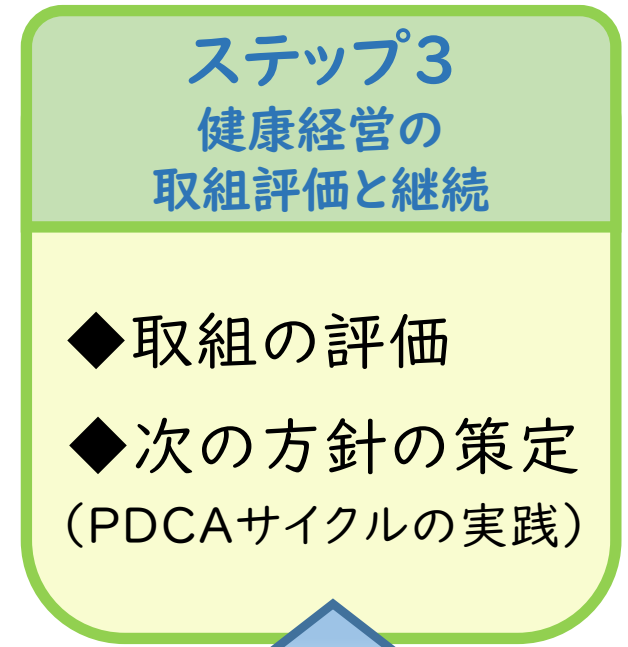 ステップ3
健康経営の
取組評価と継続
◆取組の評価
◆次の方針の策定
（PDCAサイクルの実践）